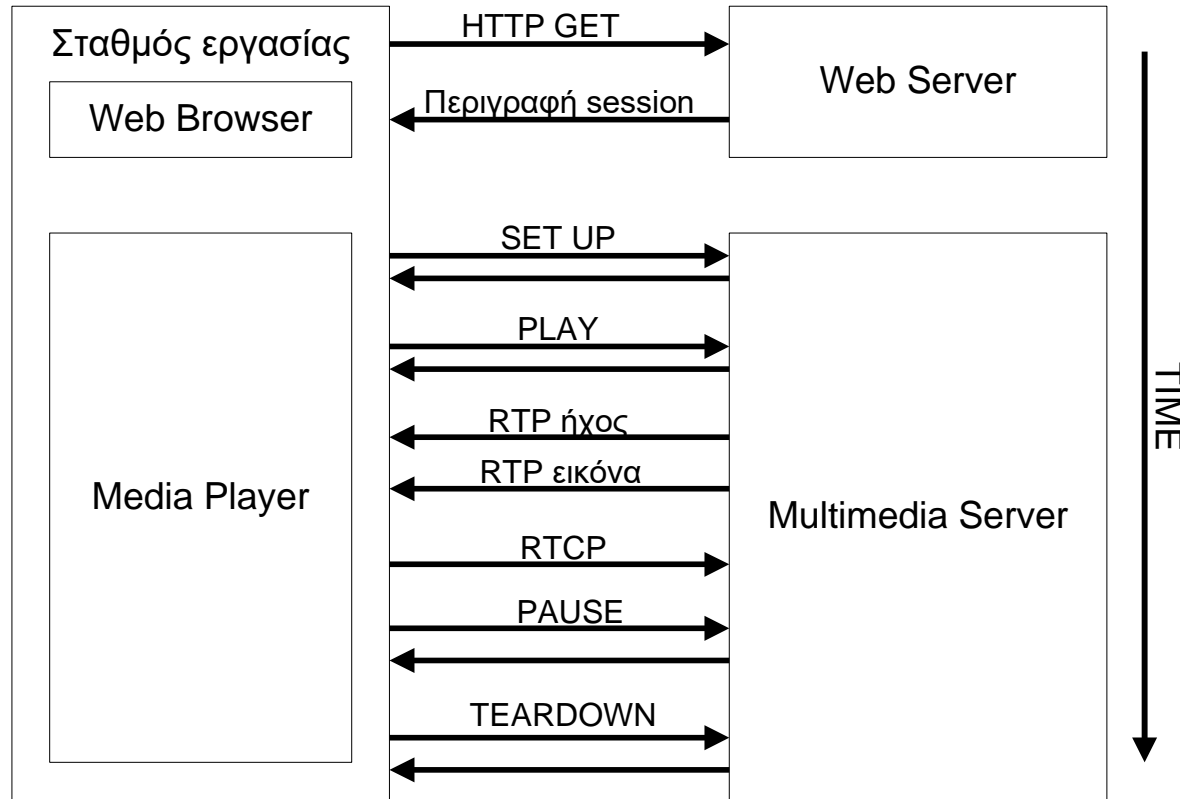 Σταθμός εργασίας
HTTP GET
Web Server
Web Browser
Περιγραφή session
SET UP
PLAY
RTP ήχος
RTP εικόνα
Media Player
Multimedia Server
RTCP
PAUSE
TEARDOWN
TIME